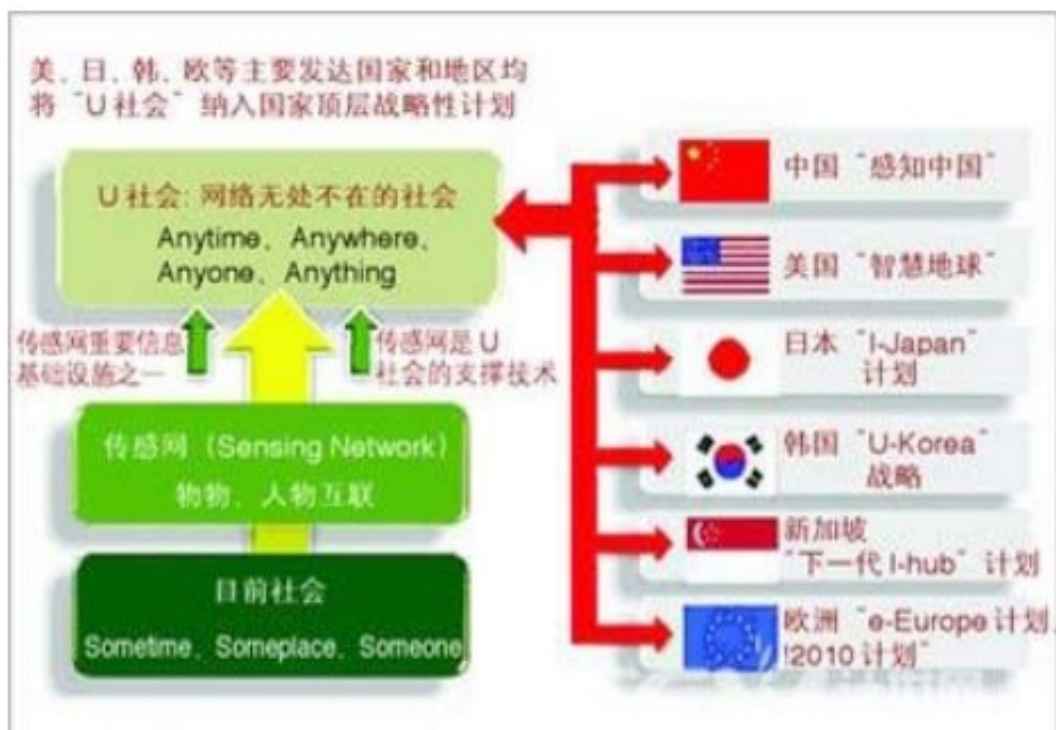 美、日、韩、欧等主要发达国家和地区均
将“U社会”纳入国家顶层战略性计划
U社会: 网络无处不在的社会
Anytime、Anywhere、
Anyone、Anything
传感网重要信息
基础设施之一
传感网是U
社会的支撑技术
传感网（Sensing Network）
物物、人物互联
目前社会
Sometime、Someplace、Someone
中国“感知中国”
美国“智慧地球”
日本“I-Japan”
计划
韩国“U-Korea”
战略
新加坡
“下一代I-hub”计划
欧洲“e-Europe计划
!2010计划”